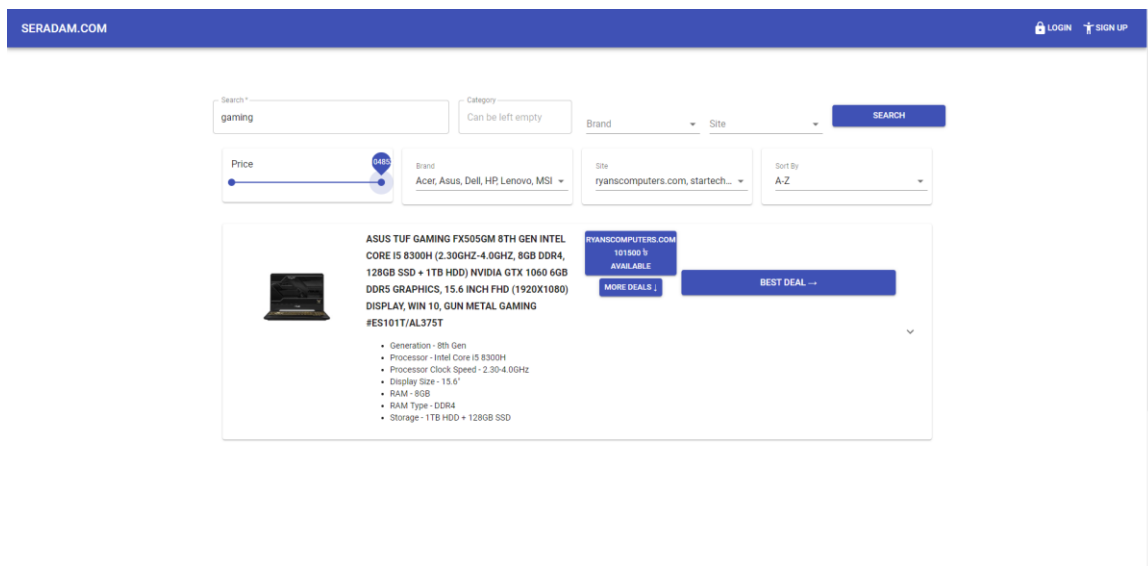 SERADAM.COM
LOGIN SIGN UP
Search *
gaming
Category
Can be left empty
Brand
Site
SEARCH
Price
0485
Brand
Acer, Asus, Dell, HP, Lenovo, MSI
Site
ryanscomputers.com, startech...
Sort By
A-Z
ASUS TUF GAMING FX505GM 8TH GEN INTEL
CORE I5 8300H (2.30GHZ-4.0GHZ, 8GB DDR4,
128GB SSD + 1TB HDD) NVIDIA GTX 1060 6GB
DDR5 GRAPHICS, 15.6 INCH FHD (1920X1080)
DISPLAY, WIN 10, GUN METAL GAMING
#ES101T/AL375T
RYANSCOMPUTERS.COM
101500 ৳
AVAILABLE
MORE DEALS ↓
BEST DEAL →
• Generation - 8th Gen
• Processor - Intel Core i5 8300H
• Processor Clock Speed - 2.30-4.0GHz
• Display Size - 15.6"
• RAM - 8GB
• RAM Type - DDR4
• Storage - 1TB HDD + 128GB SSD